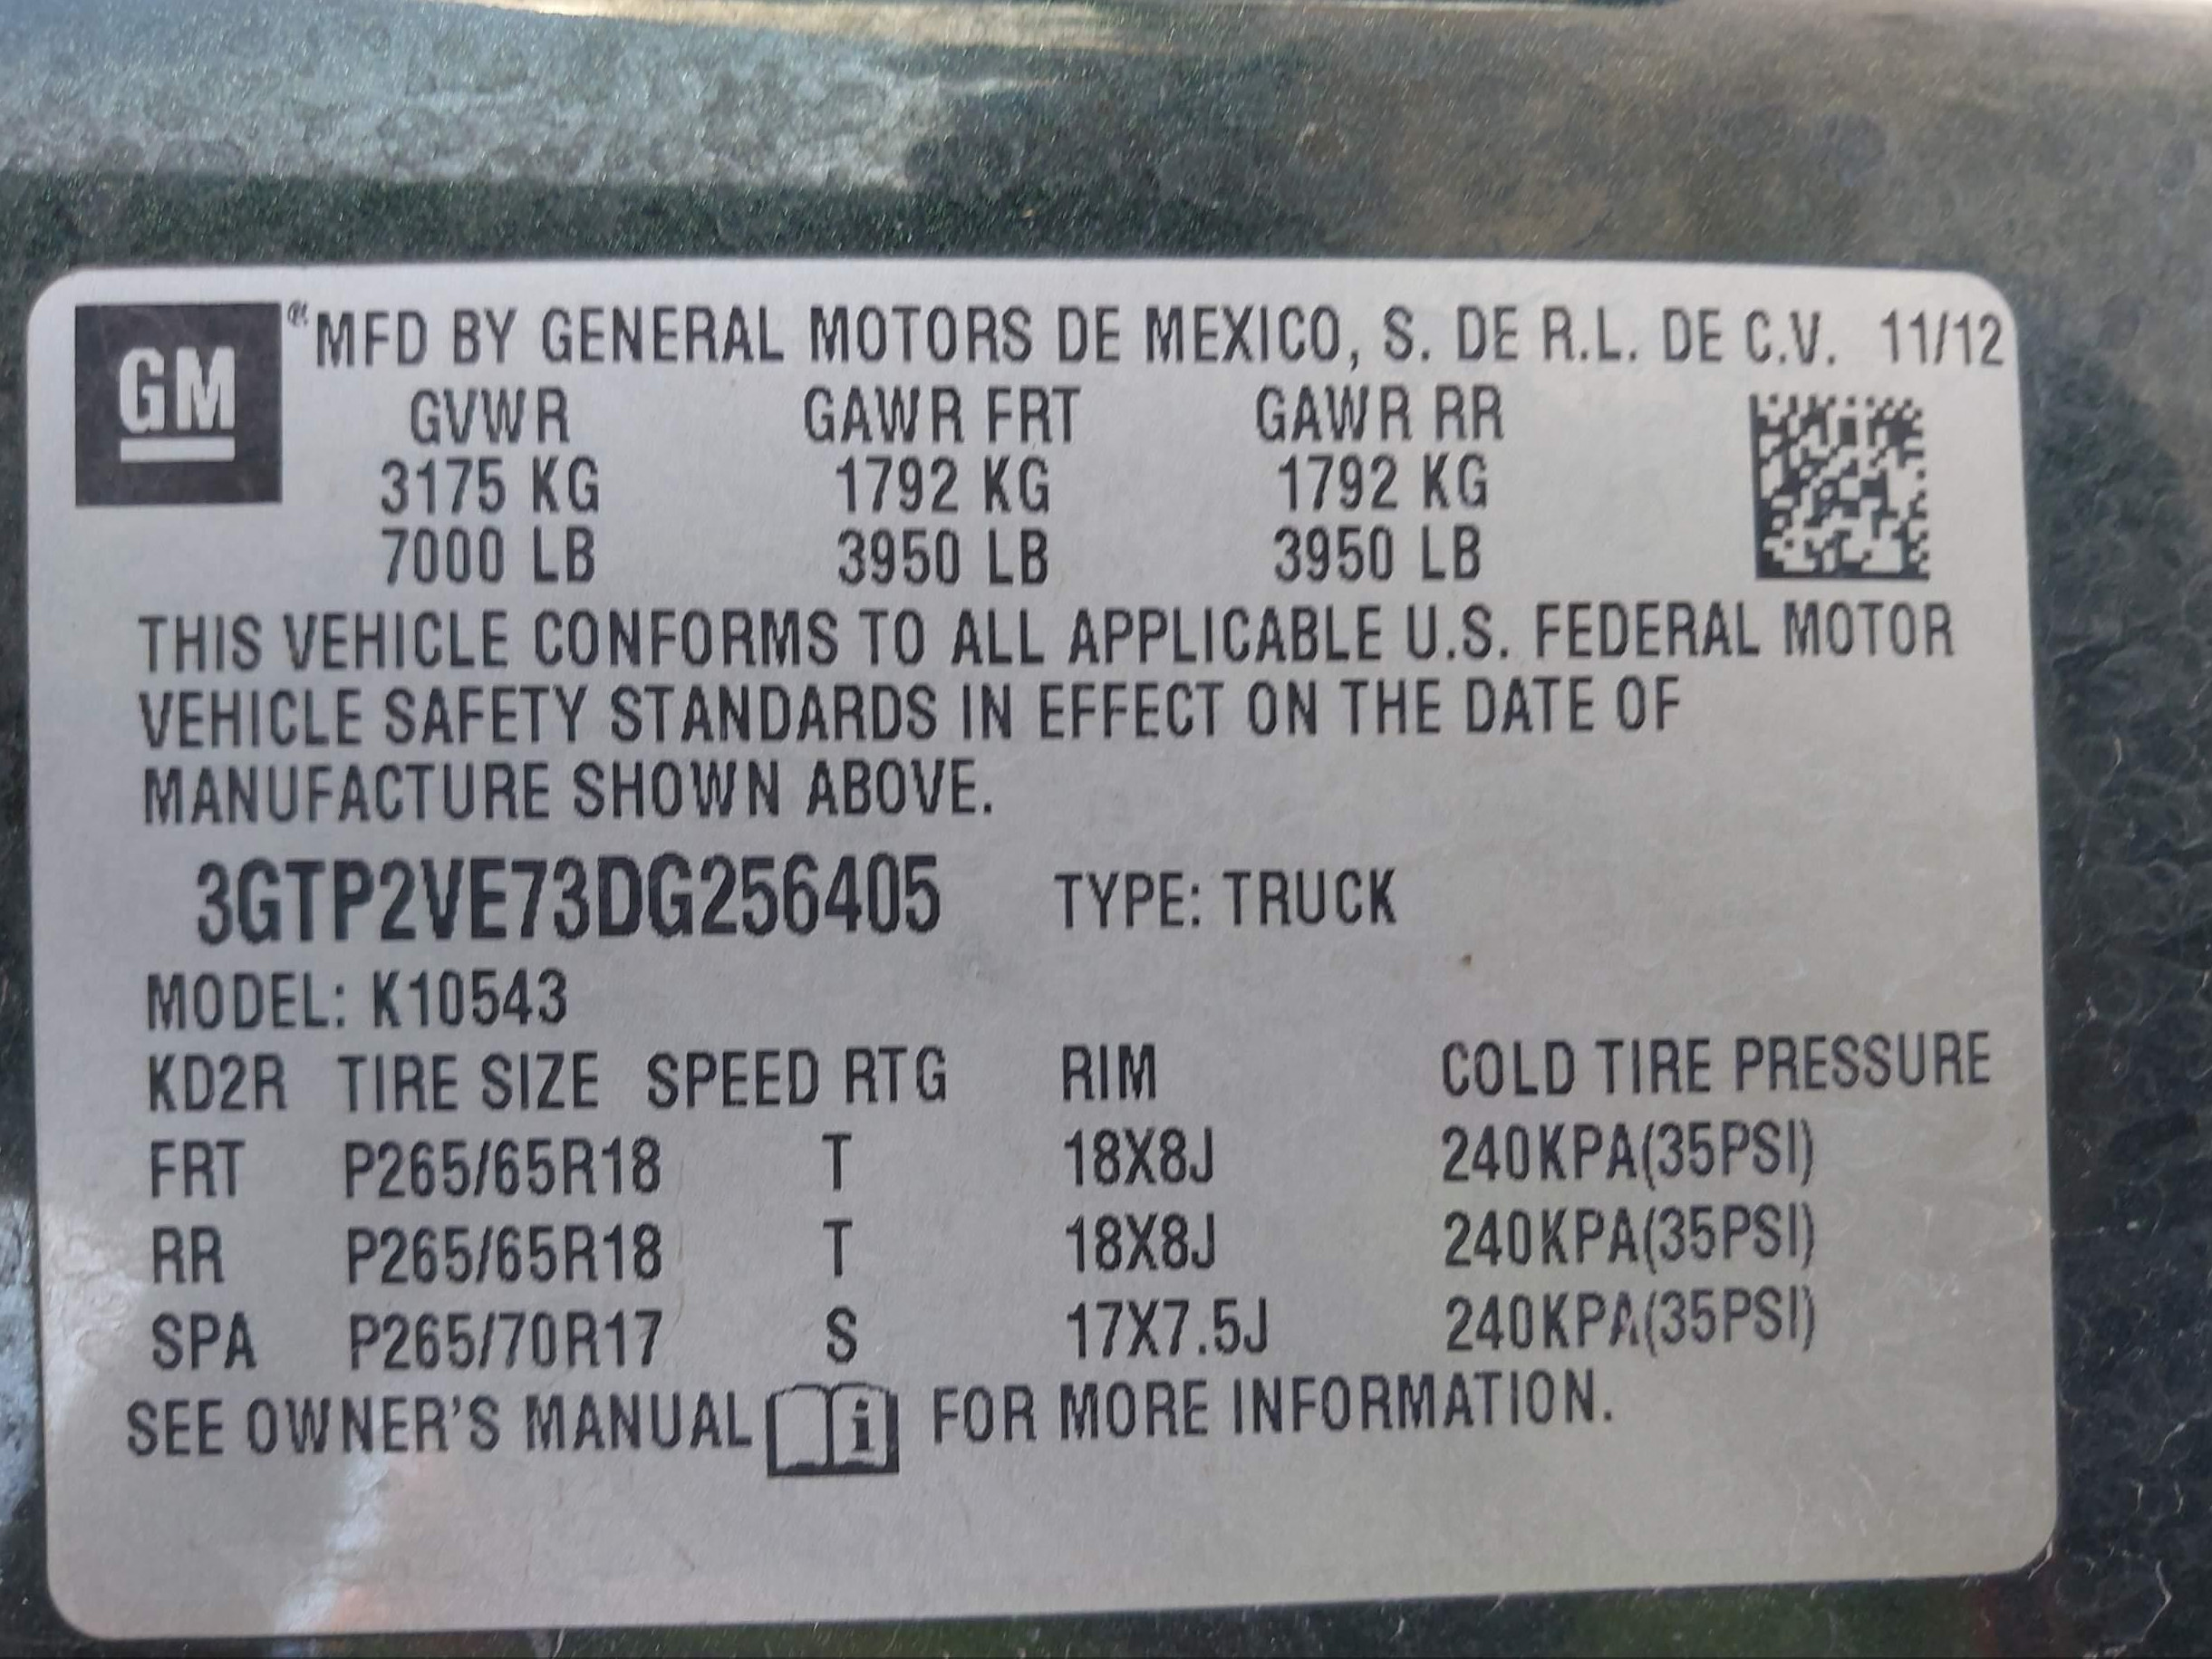 GM
® MFD BY GENERAL MOTORS DE MEXICO, S. DE R.L. DE C.V. 11/12
GVWR GAWR FRT GAWR RR
3175 KG 1792 KG 1792 KG
7000 LB 3950 LB 3950 LB
THIS VEHICLE CONFORMS TO ALL APPLICABLE U.S. FEDERAL MOTOR
VEHICLE SAFETY STANDARDS IN EFFECT ON THE DATE OF
MANUFACTURE SHOWN ABOVE.
3GTP2VE73DG256405 TYPE: TRUCK
MODEL: K10543
KD2R TIRE SIZE SPEED RTG RIM COLD TIRE PRESSURE
FRT P265/65R18 T 18X8J 240KPA(35PSI)
RR P265/65R18 T 18X8J 240KPA(35PSI)
SPA P265/70R17 S 17X7.5J 240KPA(35PSI)
SEE OWNER'S MANUAL i FOR MORE INFORMATION.